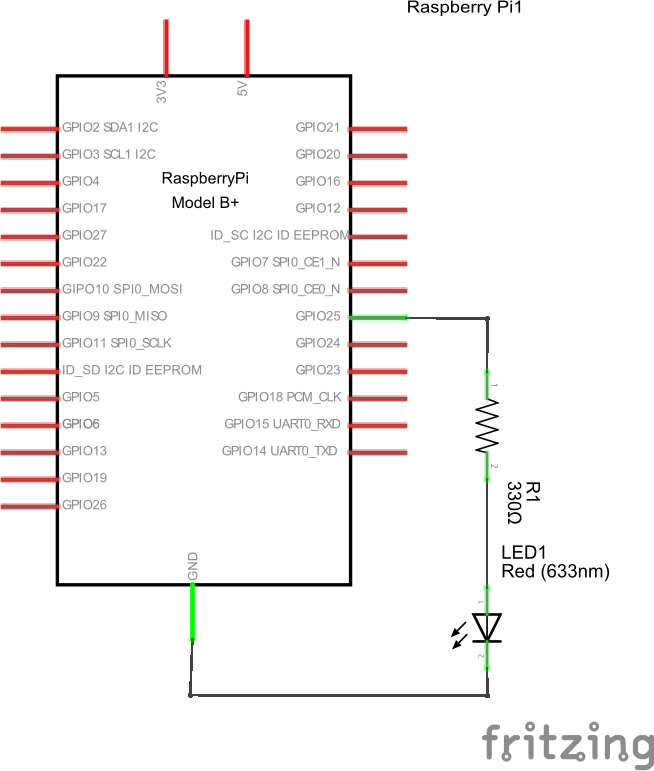 Raspberry Pi1
3V3
5V
GPIO2 SDA1 I2C
GPIO21
GPIO3 SCL1 I2C
GPIO20
GPIO4
GPIO16
RaspberryPi
Model B+
GPIO17
GPIO12
GPIO27
ID_SC I2C ID EEPROM
GPIO22
GPIO7 SPI0_CE1_N
GIPO10 SPI0_MOSI
GPIO8 SPI0_CE0_N
GPIO9 SPI0_MISO
GPIO25
GPIO11 SPI0_SCLK
GPIO24
ID_SD I2C ID EEPROM
GPIO23
GPIO5
GPIO18 PCM_CLK
GPIO6
GPIO15 UART0_RXD
GPIO13
GPIO14 UART0_TXD
GPIO19
GPIO26
GND
1
2
R1
330Ω
LED1
Red (633nm)
1
2
fritzing